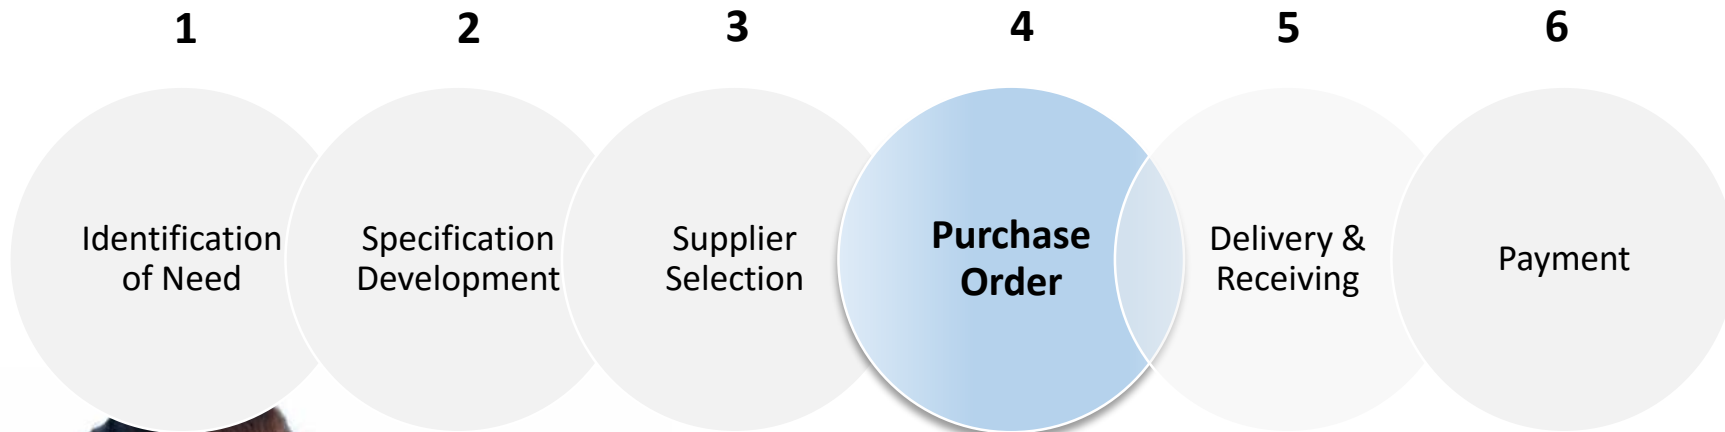 1 2 3 4 5 6
Identification
of Need
Specification
Development
Supplier
Selection
Purchase
Order
Delivery &
Receiving
Payment